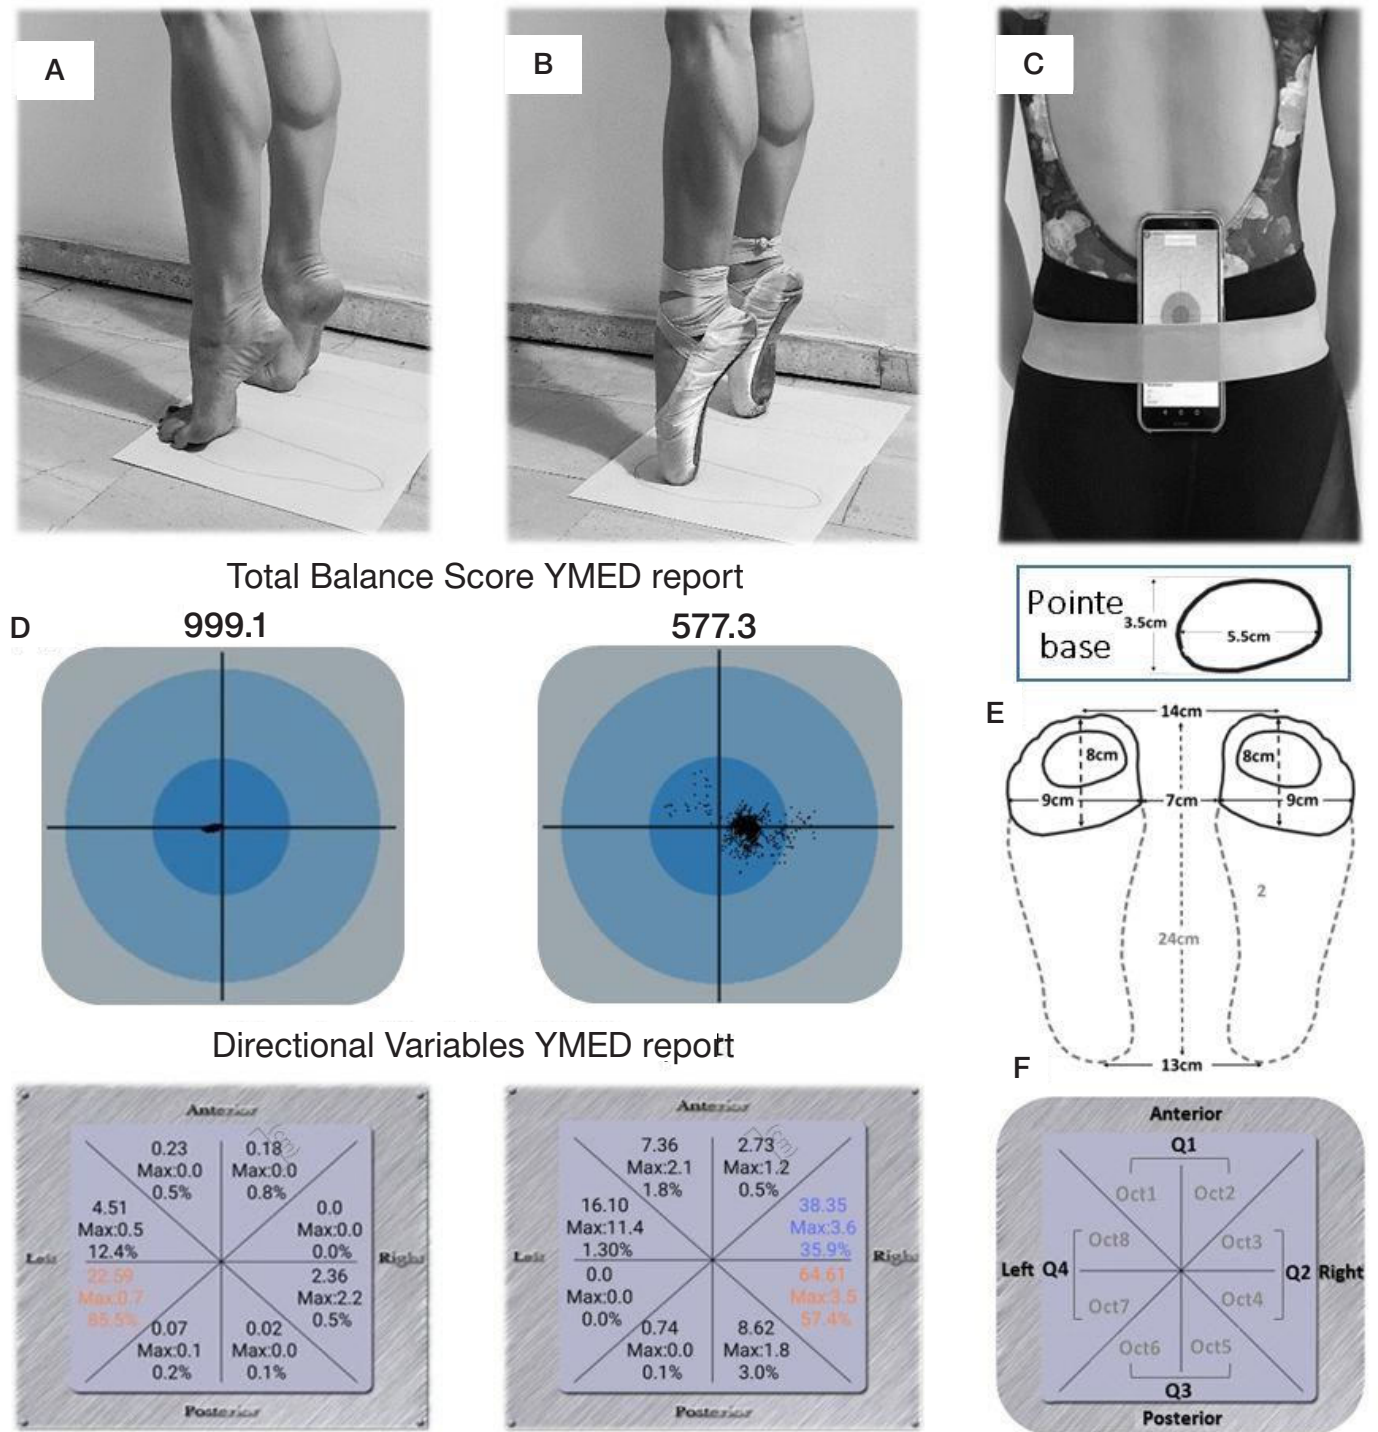 A
B
C
Total Balance Score YMED report
D
999.1
577.3
Pointe
base
3.5cm
5.5cm
E
14cm
8cm
8cm
9cm
7cm
9cm
2
24cm
13cm
Directional Variables YMED report
Anterior
0.23
Max:0.0
0.5%
0.18
Max:0.0
0.8%
4.51
Max:0.5
12.4%
0.0
Max:0.0
0.0%
Left
Right
22.59
Max:0.7
85.5%
2.36
Max:2.2
0.5%
0.07
Max:0.1
0.2%
0.02
Max:0.0
0.1%
Posterior
Anterior
7.36
Max:2.1
1.8%
2.73
Max:1.2
0.5%
16.10
Max:11.4
1.30%
38.35
Max:3.6
35.9%
Left
Right
0.0
Max:0.0
0.0%
64.61
Max:3.5
57.4%
0.74
Max:0.0
0.1%
8.62
Max:1.8
3.0%
Posterior
F
Anterior
Q1
Oct1
Oct2
Oct8
Oct3
Left Q4
Q2 Right
Oct7
Oct4
Oct6
Oct5
Q3
Posterior